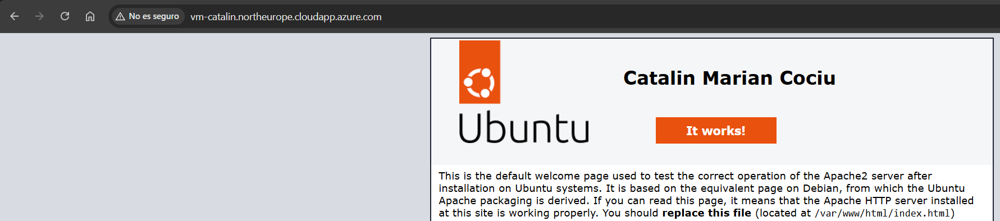 No es seguro vm-catalin.northeurope.cloudapp.azure.com
Ubuntu
Catalin Marian Cociu
It works!
This is the default welcome page used to test the correct operation of the Apache2 server after
installation on Ubuntu systems. It is based on the equivalent page on Debian, from which the Ubuntu
Apache packaging is derived. If you can read this page, it means that the Apache HTTP server installed
at this site is working properly. You should replace this file (located at /var/www/html/index.html)